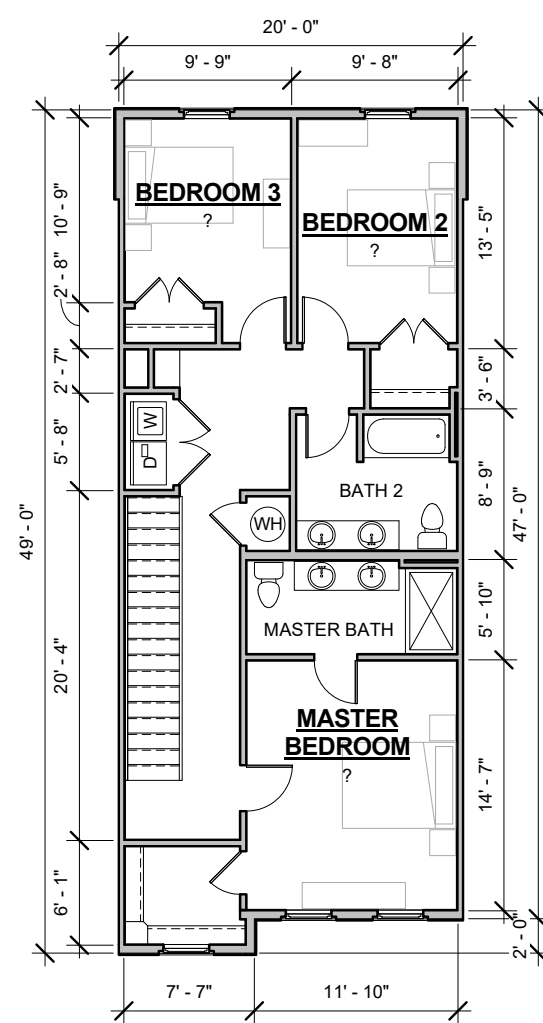 20' - 0"
9' - 9"
9' - 8"
10' - 9"
2' - 8"
2' - 7"
5' - 8"
49' - 0"
20' - 4"
6' - 1"
BEDROOM 3
?
BEDROOM 2
?
W
D
WH
BATH 2
MASTER BATH
MASTER
BEDROOM
?
13' - 5"
3' - 6"
8' - 9"
47' - 0"
5' - 10"
14' - 7"
2' - 0"
7' - 7"
11' - 10"